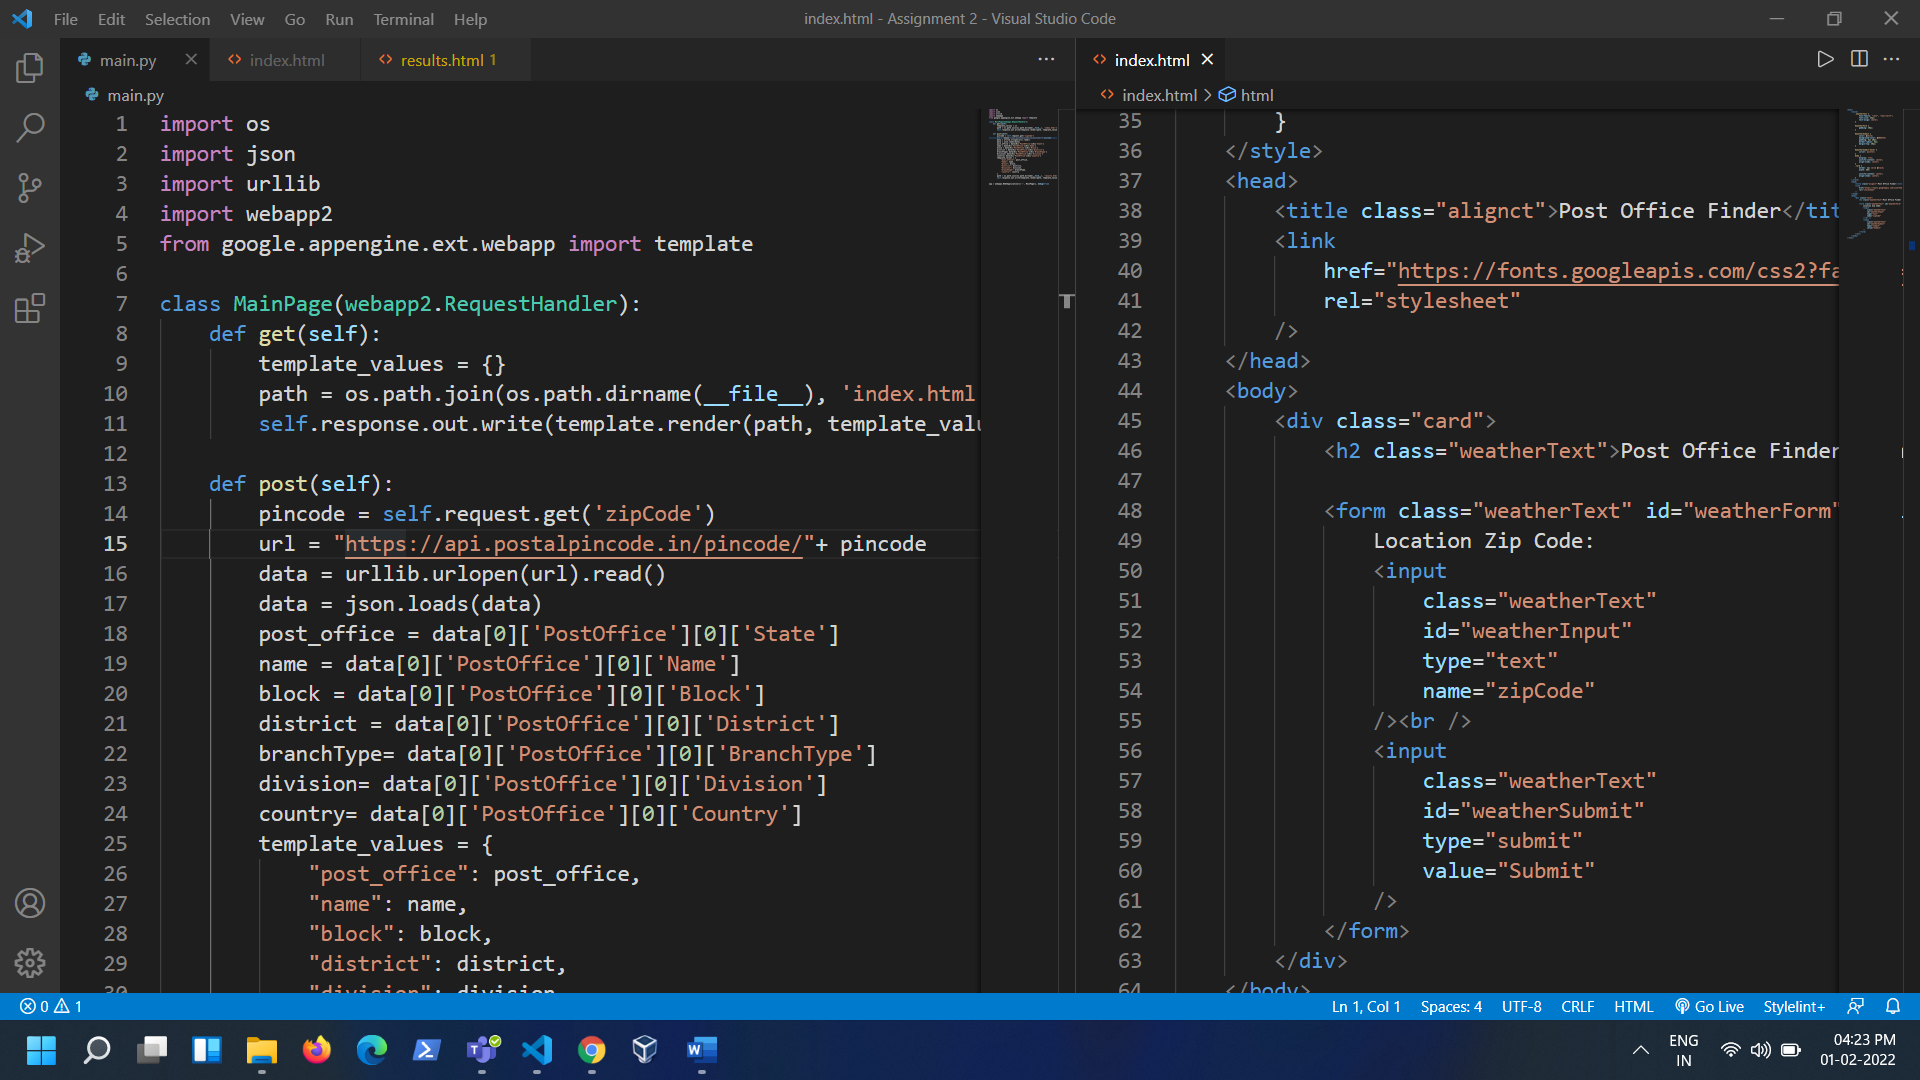 File Edit Selection View Go Run Terminal Help
index.html - Assignment 2 - Visual Studio Code
main.py index.html results.html 1
main.py
1 import os
2 import json
3 import urllib
4 import webapp2
5 from google.appengine.ext.webapp import template
6
7 class MainPage(webapp2.RequestHandler):
8 def get(self):
9 template_values = {}
10 path = os.path.join(os.path.dirname(__file__), 'index.html
11 self.response.out.write(template.render(path, template_valu
12
13 def post(self):
14 pincode = self.request.get('zipCode')
15 url = "https://api.postalpincode.in/pincode/"+ pincode
16 data = urllib.urlopen(url).read()
17 data = json.loads(data)
18 post_office = data[0]['PostOffice'][0]['State']
19 name = data[0]['PostOffice'][0]['Name']
20 block = data[0]['PostOffice'][0]['Block']
21 district = data[0]['PostOffice'][0]['District']
22 branchType= data[0]['PostOffice'][0]['BranchType']
23 division= data[0]['PostOffice'][0]['Division']
24 country= data[0]['PostOffice'][0]['Country']
25 template_values = {
26 "post_office": post_office,
27 "name": name,
28 "block": block,
29 "district": district,
30 "division": division
index.html
index.html > html
35 }
36 </style>
37 <head>
38 <title class="alignct">Post Office Finder</tit
39 <link
40 href="https://fonts.googleapis.com/css2?fa
41 rel="stylesheet"
42 />
43 </head>
44 <body>
45 <div class="card">
46 <h2 class="weatherText">Post Office Finder
47
48 <form class="weatherText" id="weatherForm"
49 Location Zip Code:
50 <input
51 class="weatherText"
52 id="weatherInput"
53 type="text"
54 name="zipCode"
55 /><br />
56 <input
57 class="weatherText"
58 id="weatherSubmit"
59 type="submit"
60 value="Submit"
61 />
62 </form>
63 </div>
64 </body>
0 1
Ln 1, Col 1 Spaces: 4 UTF-8 CRLF HTML Go Live Stylelint+
ENG
IN
04:23 PM
01-02-2022